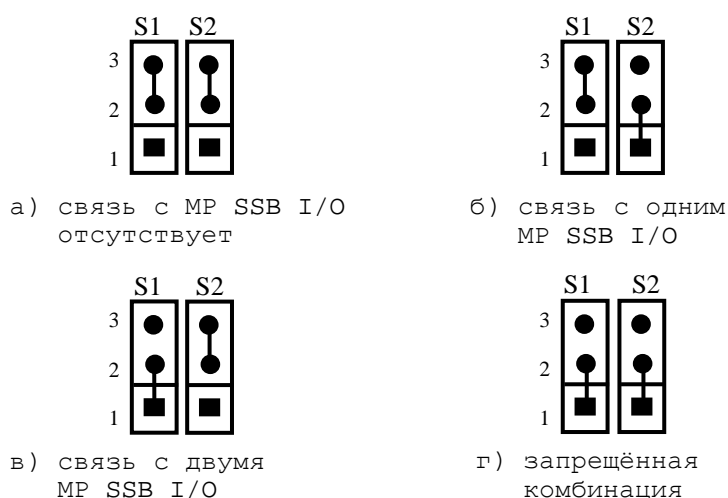 S1 S2 S1 S2
3 3
2 2
1 1
а) связь с MP SSB I/O б) связь с одним
отсутствует MP SSB I/O
S1 S2 S1 S2
3 3
2 2
1 1
в) связь с двумя г) запрещённая
MP SSB I/O комбинация